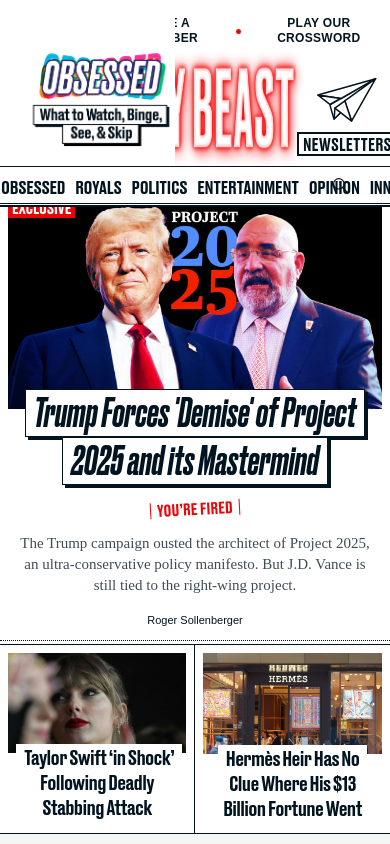 E A
BER
PLAY OUR
CROSSWORD
OBSESSED
What to Watch, Binge,
See, & Skip
Y BEAST
NEWSLETTERS
OBSESSED ROYALS POLITICS ENTERTAINMENT OPINION INN
EXCLUSIVE
PROJECT
20
25
Trump Forces 'Demise' of Project
2025 and its Mastermind
YOU'RE FIRED
The Trump campaign ousted the architect of Project 2025,
an ultra-conservative policy manifesto. But J.D. Vance is
still tied to the right-wing project.
Roger Sollenberger
HERMÈS
HERMÈS
Taylor Swift ‘in Shock’
Following Deadly
Stabbing Attack
Hermès Heir Has No
Clue Where His $13
Billion Fortune Went